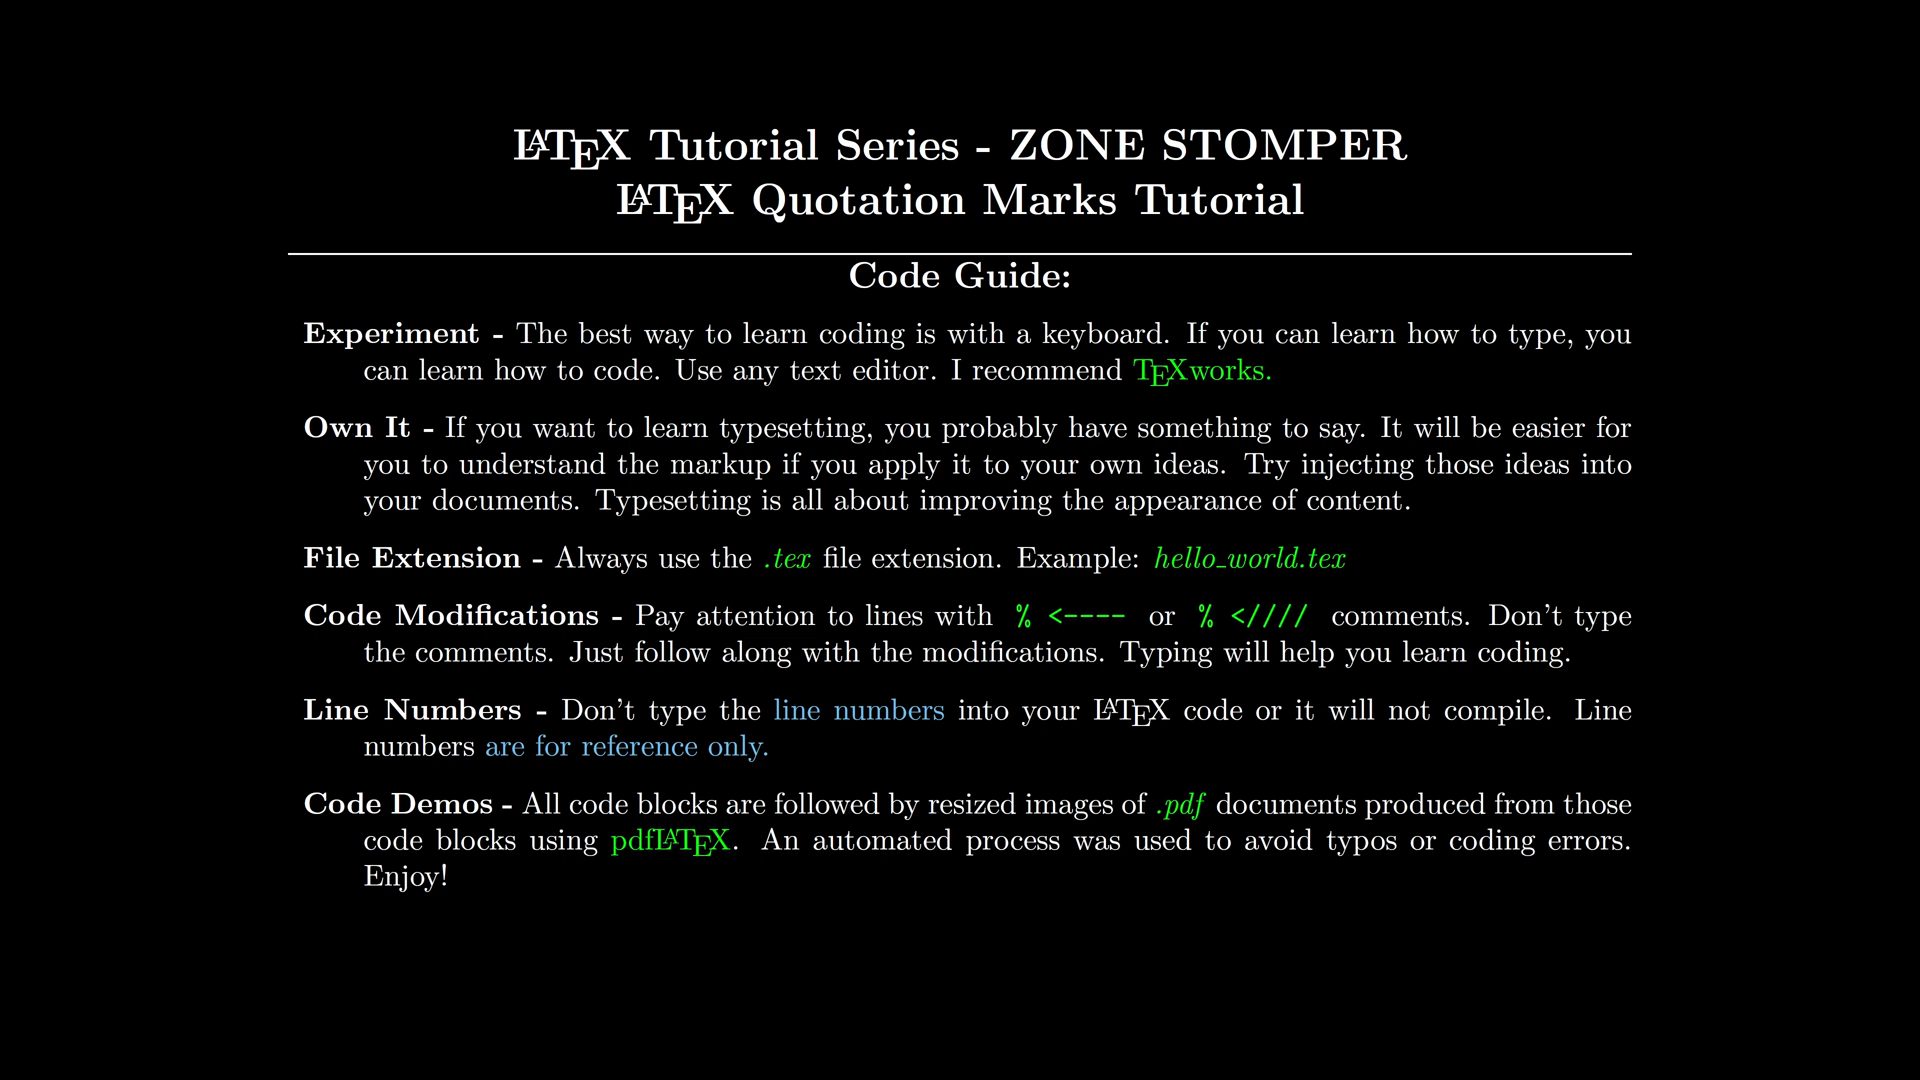 LATEX Tutorial Series - ZONE STOMPER
LATEX Quotation Marks Tutorial
Code Guide:
Experiment - The best way to learn coding is with a keyboard. If you can learn how to type, you
can learn how to code. Use any text editor. I recommend TEXworks.
Own It - If you want to learn typesetting, you probably have something to say. It will be easier for
you to understand the markup if you apply it to your own ideas. Try injecting those ideas into
your documents. Typesetting is all about improving the appearance of content.
File Extension - Always use the .tex file extension. Example: hello_world.tex
Code Modifications - Pay attention to lines with % <---- or % <//// comments. Don't type
the comments. Just follow along with the modifications. Typing will help you learn coding.
Line Numbers - Don't type the line numbers into your LATEX code or it will not compile. Line
numbers are for reference only.
Code Demos - All code blocks are followed by resized images of .pdf documents produced from those
code blocks using pdfLATEX. An automated process was used to avoid typos or coding errors.
Enjoy!